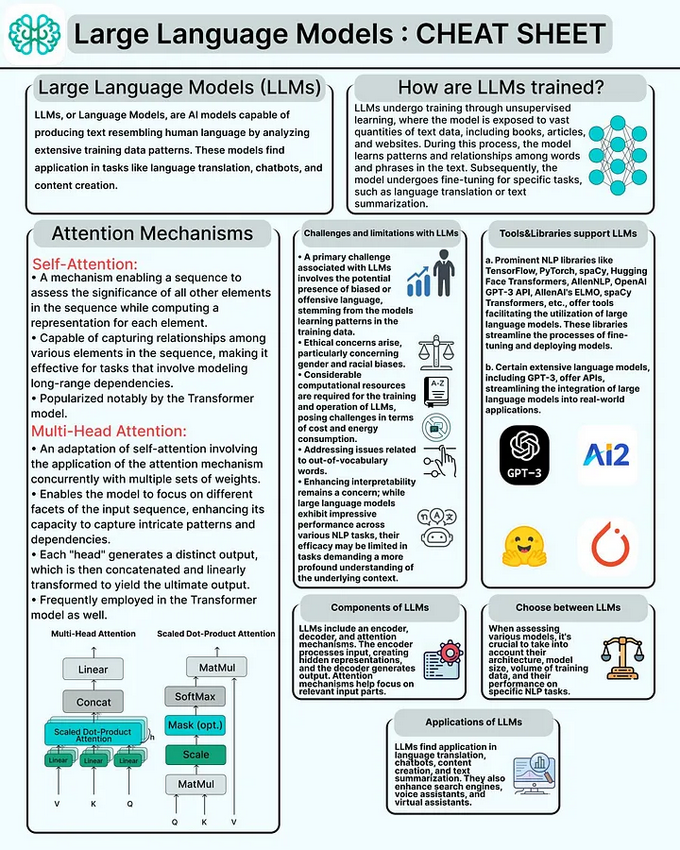 Large Language Models : CHEAT SHEET
Large Language Models (LLMs)
LLMs, or Language Models, are AI models capable of
producing text resembling human language by analyzing
extensive training data patterns. These models find
application in tasks like language translation, chatbots, and
content creation.
How are LLMs trained?
LLMs undergo training through unsupervised
learning, where the model is exposed to vast
quantities of text data, including books, articles,
and websites. During this process, the model
learns patterns and relationships among words
and phrases in the text. Subsequently, the
model undergoes fine-tuning for specific tasks,
such as language translation or text
summarization.
Attention Mechanisms
Self-Attention:
• A mechanism enabling a sequence to
assess the significance of all other elements
in the sequence while computing a
representation for each element.
• Capable of capturing relationships among
various elements in the sequence, making it
effective for tasks that involve modeling
long-range dependencies.
• Popularized notably by the Transformer
model.
Multi-Head Attention:
• An adaptation of self-attention involving
the application of the attention mechanism
concurrently with multiple sets of weights.
• Enables the model to focus on different
facets of the input sequence, enhancing its
capacity to capture intricate patterns and
dependencies.
• Each "head" generates a distinct output,
which is then concatenated and linearly
transformed to yield the ultimate output.
• Frequently employed in the Transformer
model as well.
Multi-Head Attention
Linear
Concat
Scaled Dot-Product
Attention
h
Linear
Linear
Linear
V
K
Q
Scaled Dot-Product Attention
MatMul
SoftMax
Mask (opt.)
Scale
MatMul
Q
K
V
Challenges and limitations with LLMs
• A primary challenge
associated with LLMs
involves the potential
presence of biased or
offensive language,
stemming from the models
learning patterns in the
training data.
• Ethical concerns arise,
particularly concerning
gender and racial biases.
• Considerable
computational resources
are required for the training
and operation of LLMs,
posing challenges in terms
of cost and energy
consumption.
• Addressing issues related
to out-of-vocabulary
words.
• Enhancing interpretability
remains a concern; while
large language models
exhibit impressive
performance across
various NLP tasks, their
efficacy may be limited in
tasks demanding a more
profound understanding of
the underlying context.
A-Z
A
Tools&Libraries support LLMs
a. Prominent NLP libraries like
TensorFlow, PyTorch, spaCy, Hugging
Face Transformers, AllenNLP, OpenAI
GPT-3 API, AllenAI's ELMO, spaCy
Transformers, etc., offer tools
facilitating the utilization of large
language models. These libraries
streamline the processes of fine-
tuning and deploying models.
b. Certain extensive language models,
including GPT-3, offer APIs,
streamlining the integration of large
language models into real-world
applications.
GPT-3
Ai2
Components of LLMs
LLMs include an encoder,
decoder, and attention
mechanisms. The encoder
processes input, creating
hidden representations,
and the decoder generates
output. Attention
mechanisms help focus on
relevant input parts.
Choose between LLMs
When assessing
various models, it's
crucial to take into
account their
architecture, model
size, volume of training
data, and their
performance on
specific NLP tasks.
Applications of LLMs
LLMs find application in
language translation,
chatbots, content
creation, and text
summarization. They also
enhance search engines,
voice assistants, and
virtual assistants.